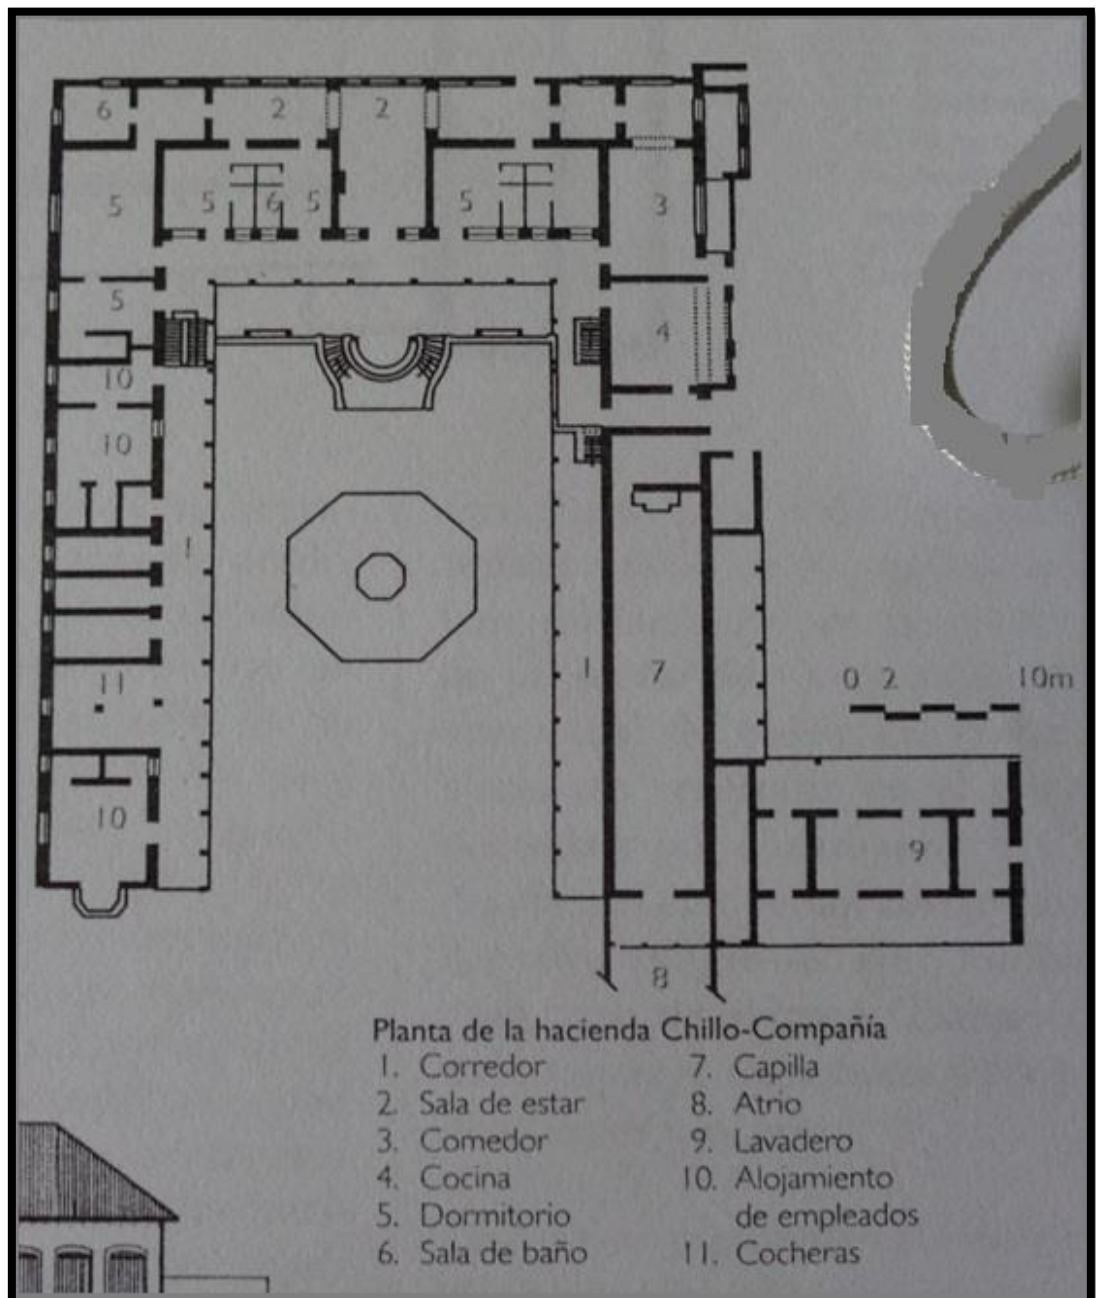 6 2 2
5 5 6 5 5 3
5 4
10
10
1
1 7
11
0 2 10m
10
9
8
Planta de la hacienda Chillo-Compañía
1. Corredor
2. Sala de estar
3. Comedor
4. Cocina
5. Dormitorio
6. Sala de baño
7. Capilla
8. Atrio
9. Lavadero
10. Alojamiento
de empleados
11. Cocheras